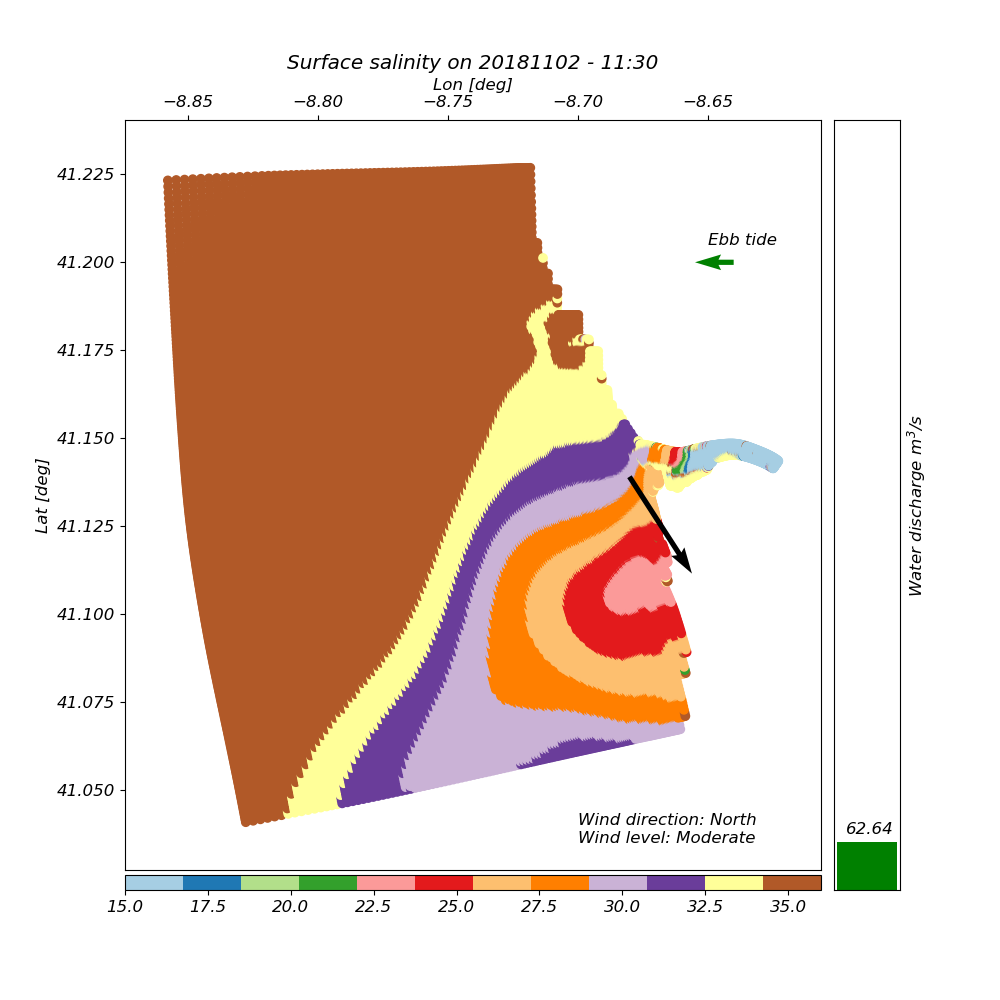 Surface salinity on 20181102 - 11:30
Lon [deg]
−8.85 −8.80 −8.75 −8.70 −8.65
41.225
41.200
41.175
41.150
41.125
41.100
41.075
41.050
Lat [deg]
Ebb tide
Wind direction: North
Wind level: Moderate
15.0 17.5 20.0 22.5 25.0 27.5 30.0 32.5 35.0
62.64
Water discharge m³/s